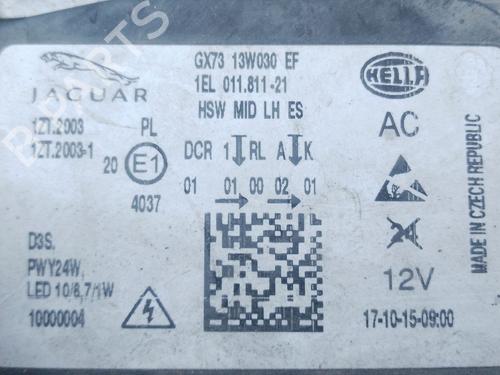 JAGUAR
GX73 13W030 EF
1EL 011.811-21
HSW MID LH ES
HELLA
1ZT.2003 PL
1ZT.2003-1
20 E1
4037
DCR 1 RL A K
01 01 00 02 01
AC
24
12V
D3S.
PWY24W,
LED 10/6,7/1W
10000004
17-10-15-09:00
MADE IN CZECH REPUBLIC
B PARTS